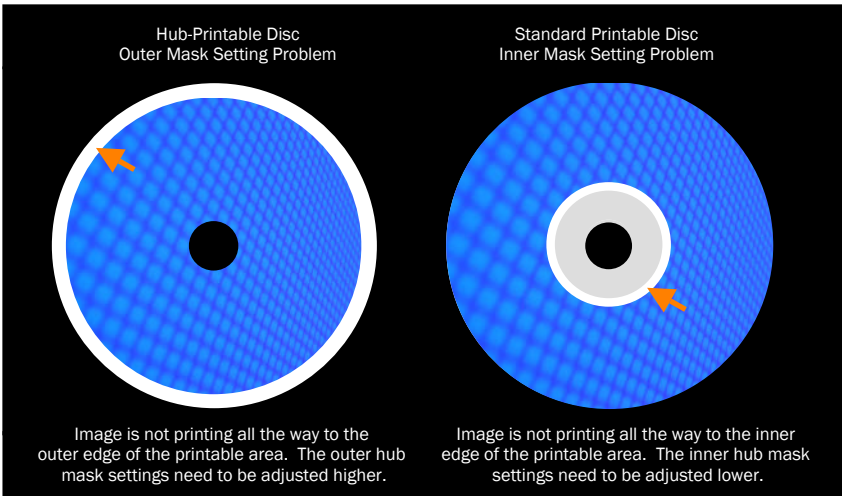 Hub-Printable Disc
Outer Mask Setting Problem
Standard Printable Disc
Inner Mask Setting Problem
Image is not printing all the way to the
outer edge of the printable area.  The outer hub
mask settings need to be adjusted higher.
Image is not printing all the way to the inner
edge of the printable area.  The inner hub mask
settings need to be adjusted lower.